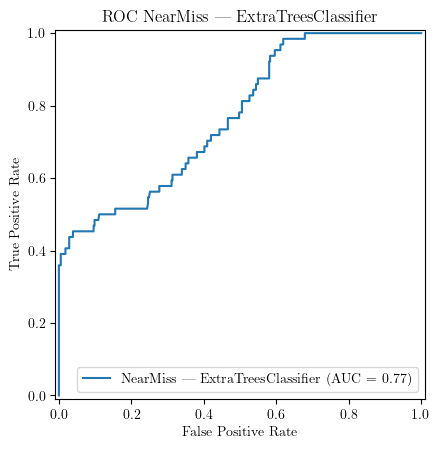 ROC NearMiss — ExtraTreesClassifier
1.0
0.8
0.6
0.4
0.2
0.0
True Positive Rate
NearMiss — ExtraTreesClassifier (AUC = 0.77)
0.0 0.2 0.4 0.6 0.8 1.0
False Positive Rate